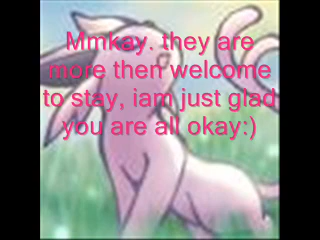 Mmkay. they are
more then welcome
to stay, iam just glad
you are all okay:)